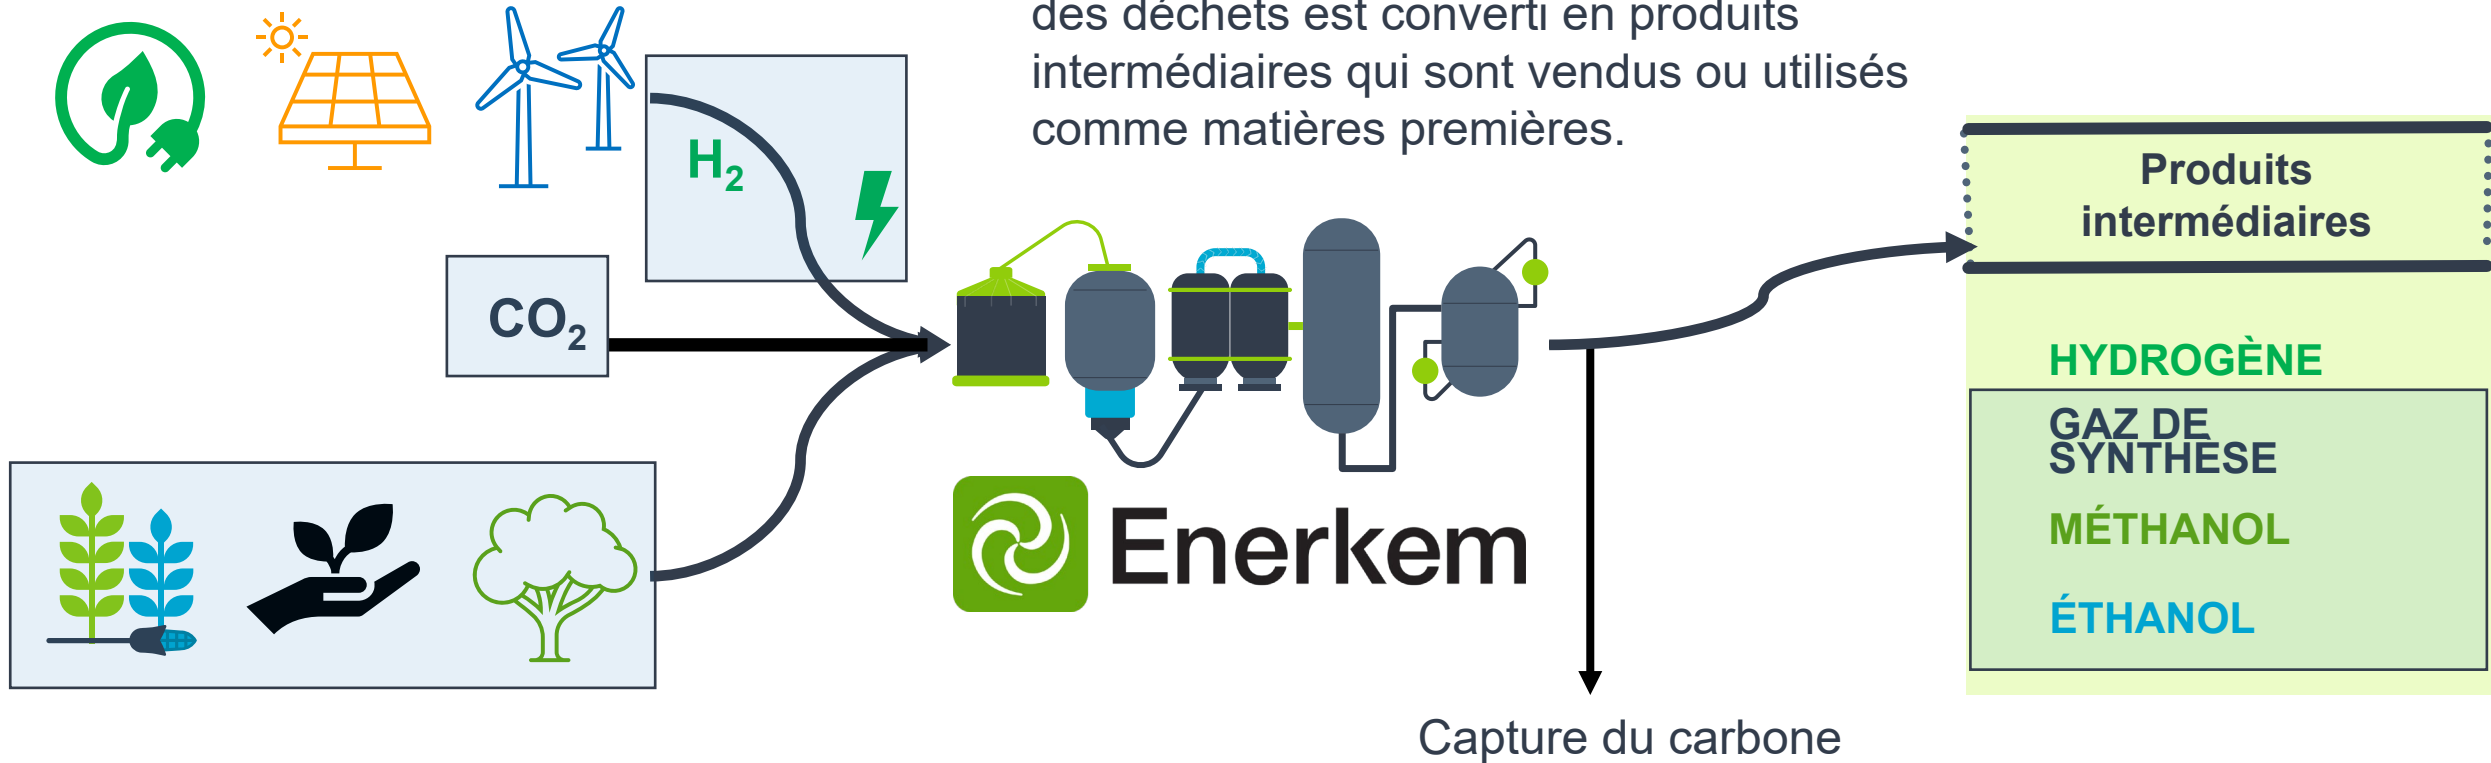 des déchets est converti en produits
intermédiaires qui sont vendus ou utilisés
comme matières premières.
H₂
CO₂
Enerkem
Produits
intermédiaires
HYDROGÈNE
GAZ DE
SYNTHÈSE
MÉTHANOL
ÉTHANOL
Capture du carbone